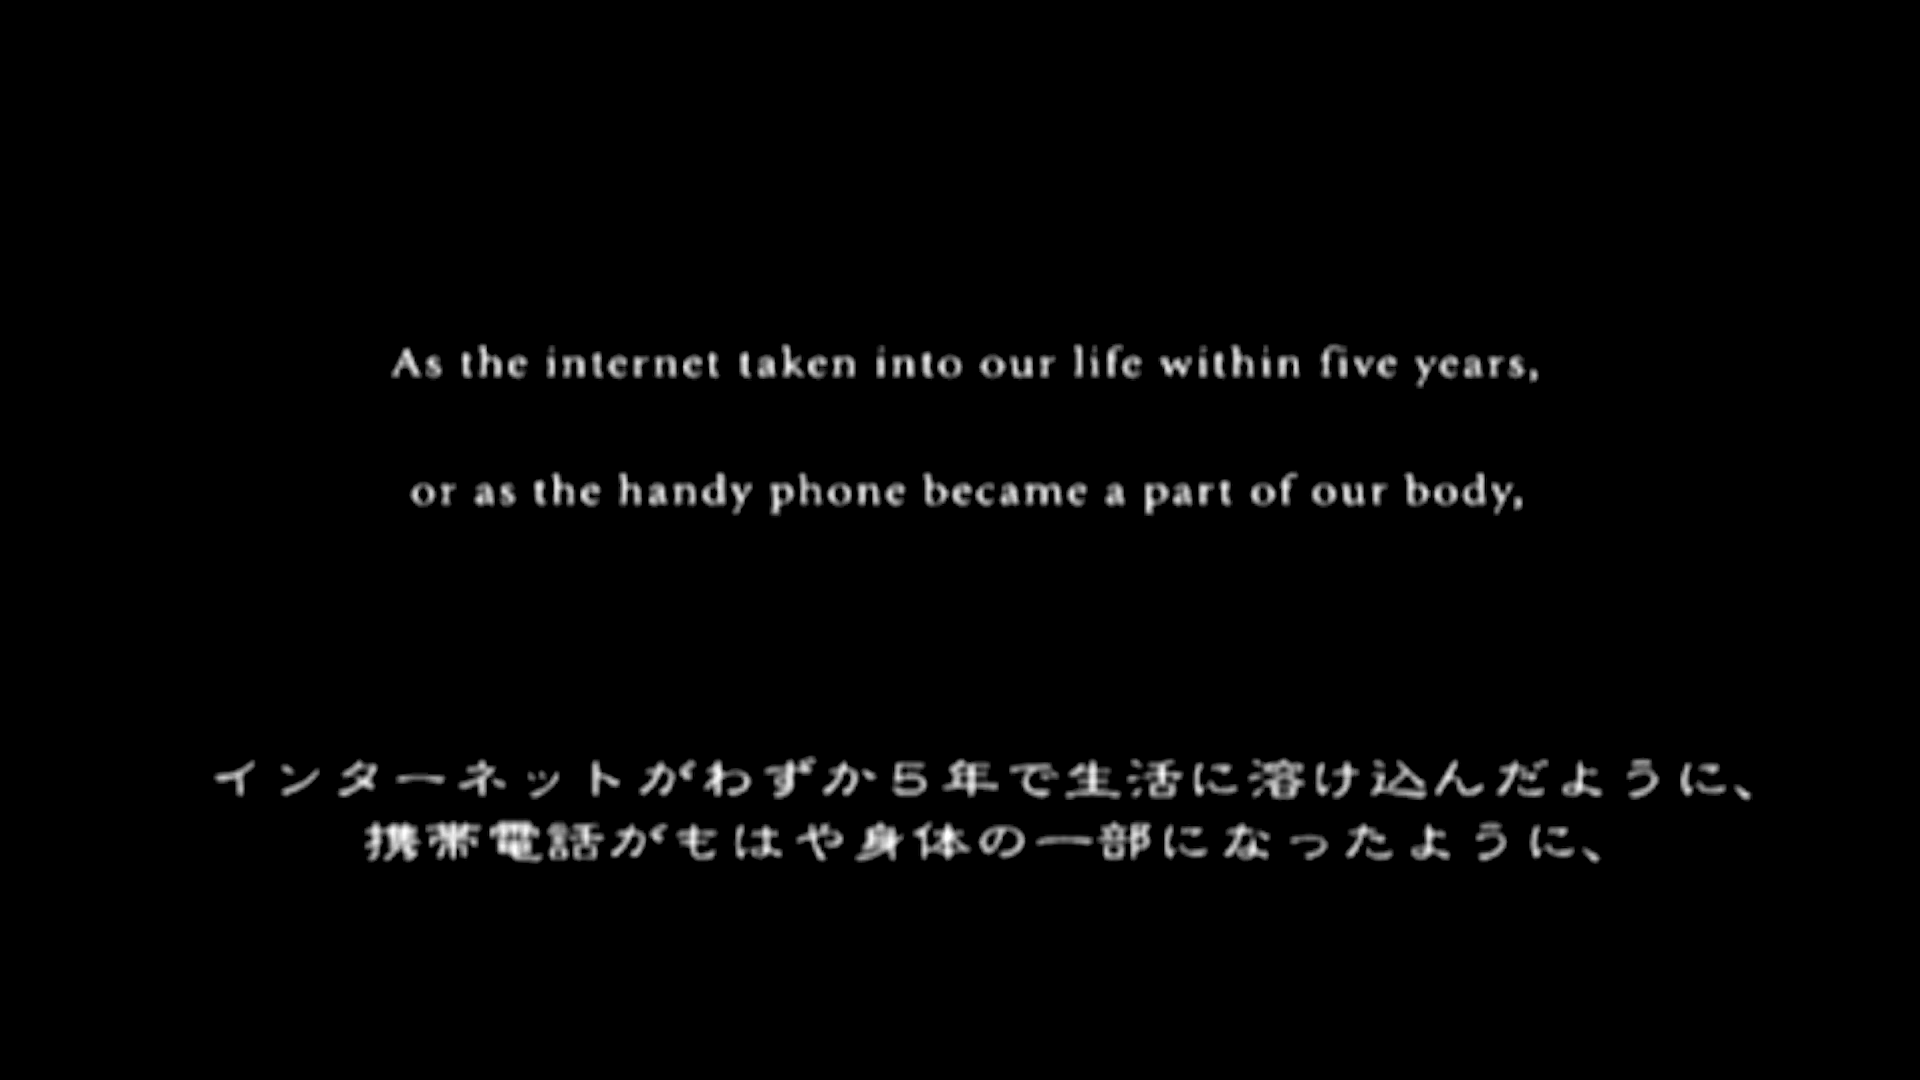 As the internet taken into our life within five years,
or as the handy phone became a part of our body,
インターネットがわずか5年で生活に溶け込んだように、
携帯電話がもはや身体の一部になったように、